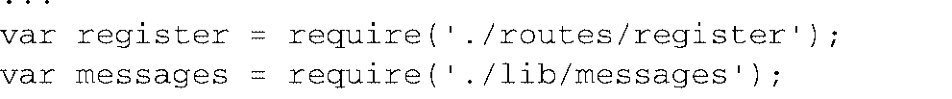 ...
var register = require('./routes/register');
var messages = require('./lib/messages');